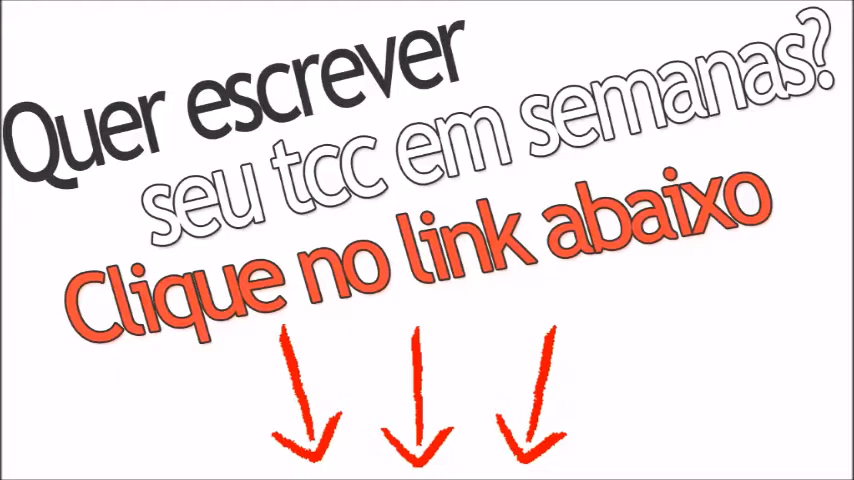 Quer escrever
seu tcc em semanas?
Clique no link abaixo